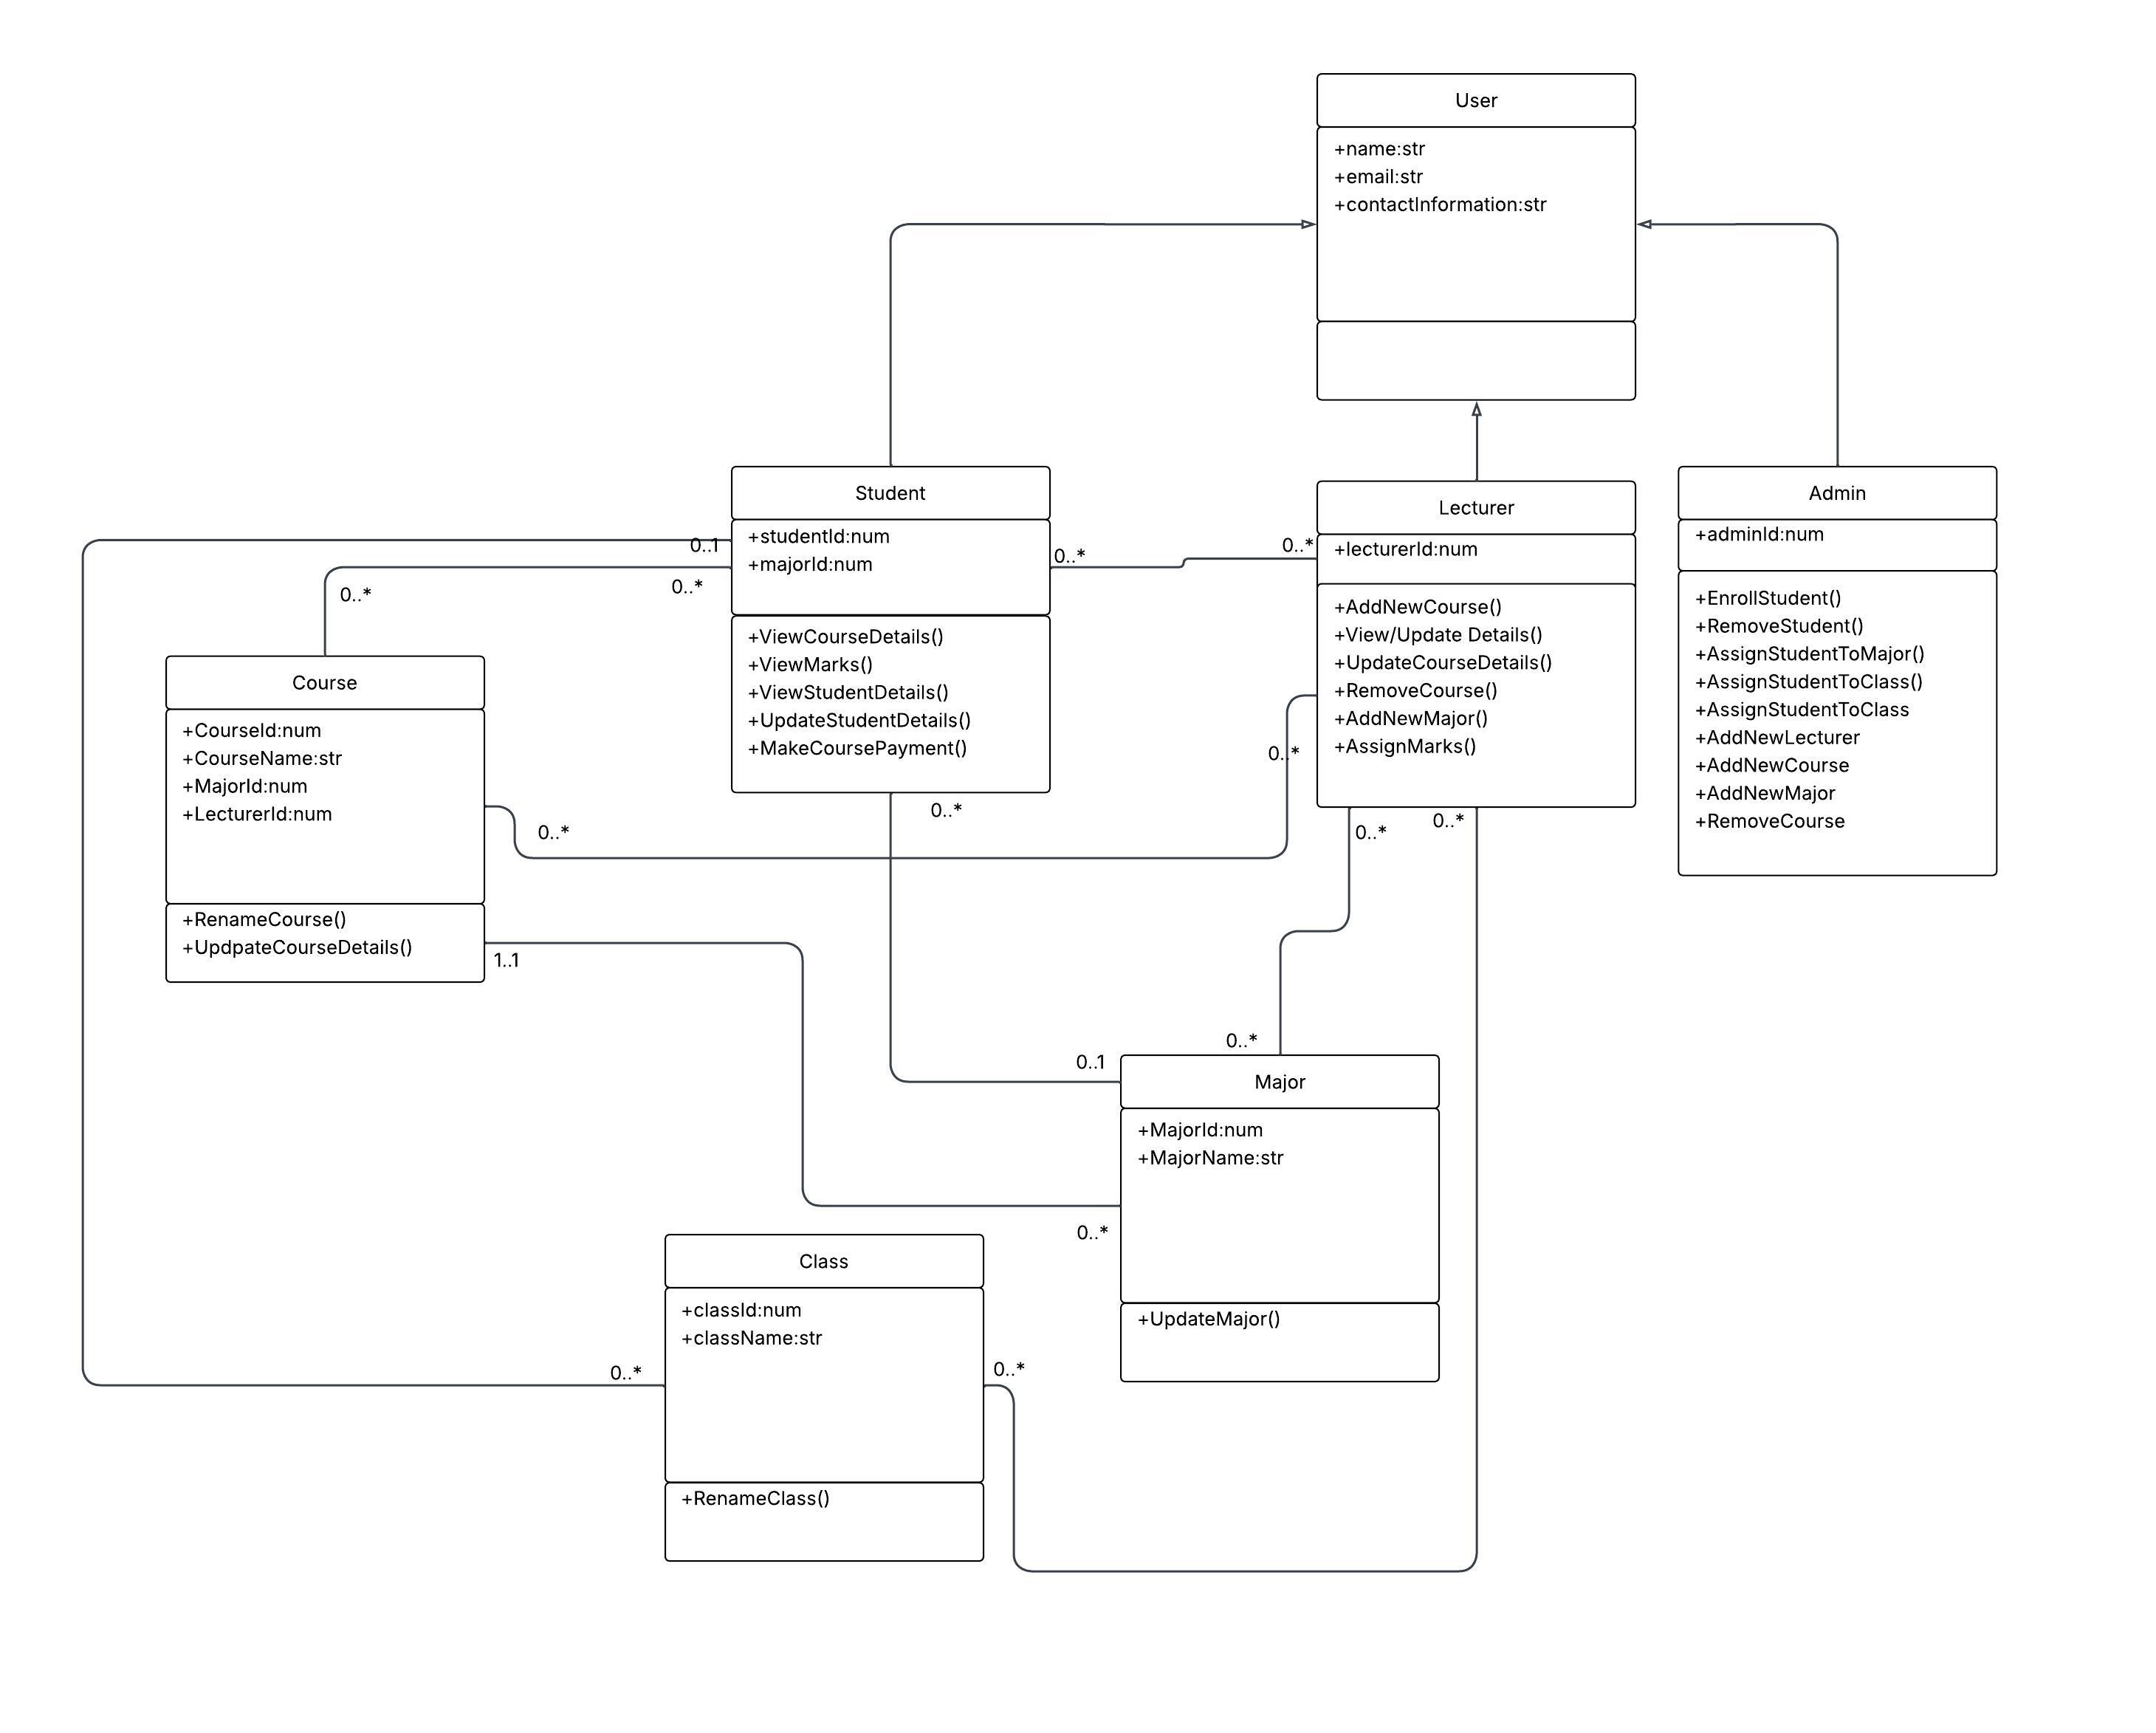 User
+name:str
+email:str
+contactInformation:str
Student
+studentId:num
+majorId:num
+ViewCourseDetails()
+ViewMarks()
+ViewStudentDetails()
+UpdateStudentDetails()
+MakeCoursePayment()
Lecturer
+lecturerId:num
+AddNewCourse()
+View/Update Details()
+UpdateCourseDetails()
+RemoveCourse()
+AddNewMajor()
+AssignMarks()
Admin
+adminId:num
+EnrollStudent()
+RemoveStudent()
+AssignStudentToMajor()
+AssignStudentToClass()
+AssignStudentToClass
+AddNewLecturer
+AddNewCourse
+AddNewMajor
+RemoveCourse
0..1
0..*
0..*
0..*
0..*
Course
+CourseId:num
+CourseName:str
+MajorId:num
+LecturerId:num
+RenameCourse()
+UpdpateCourseDetails()
0..*
0..*
0..*
0..*
0..*
1..1
0..*
0..1
Major
+MajorId:num
+MajorName:str
+UpdateMajor()
0..*
Class
+classId:num
+className:str
+RenameClass()
0..*
0..*